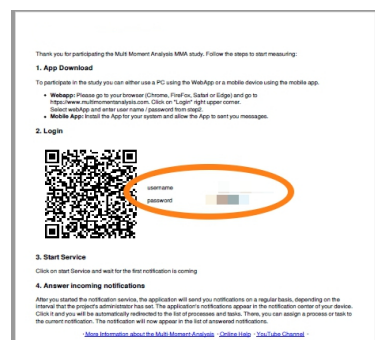 Thank you for participating the Multi Moment Analysis MMA study. Follow the steps to start measuring:
1. App Download
To participate in the study you can either use a PC using the WebApp or a mobile device using the mobile app.
• Webapp: Please go to your browser (Chrome, FireFox, Safari or Edge) and go to
https://www.multimomentanalysis.com. Click on "Login" right upper corner.
Select webApp and enter user name / password from step2.
• Mobile App: Install the App for your system and allow the App to sent you messages.
2. Login
username
password
3. Start Service
Click on start Service and wait for the first notification is coming
4. Answer incoming notifications
After you started the notification service, the application will send you notifications on a regular basis, depending on the
interval that the project's administrator has set. The application's notifications appear in the notification center of your device.
Click it and you will be automatically redirected to the list of processes and tasks. There, you can assign a process or task to
the current notification. The notification will now appear in the list of answered notifications.
- More Information about the Multi-Moment-Analysis - Online Help - YouTube Channel -